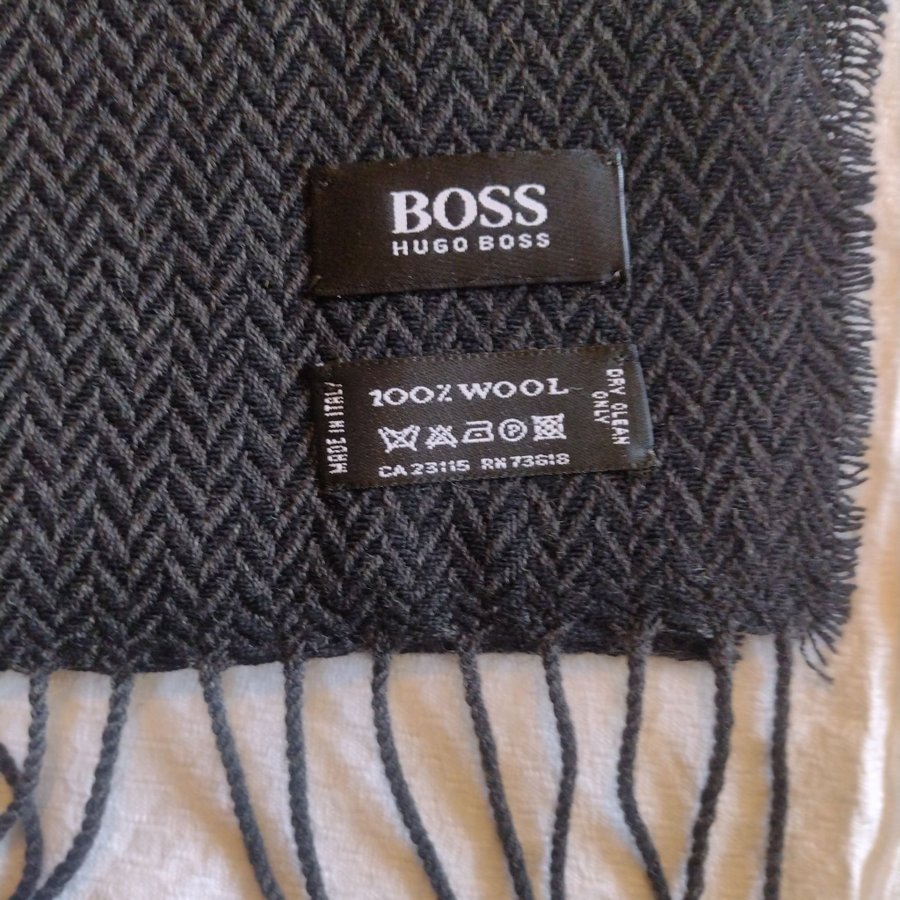 BOSS
HUGO BOSS
MADE IN ITALY
100% WOOL
CA 23115 RN 73618
DRY CLEAN
ONLY